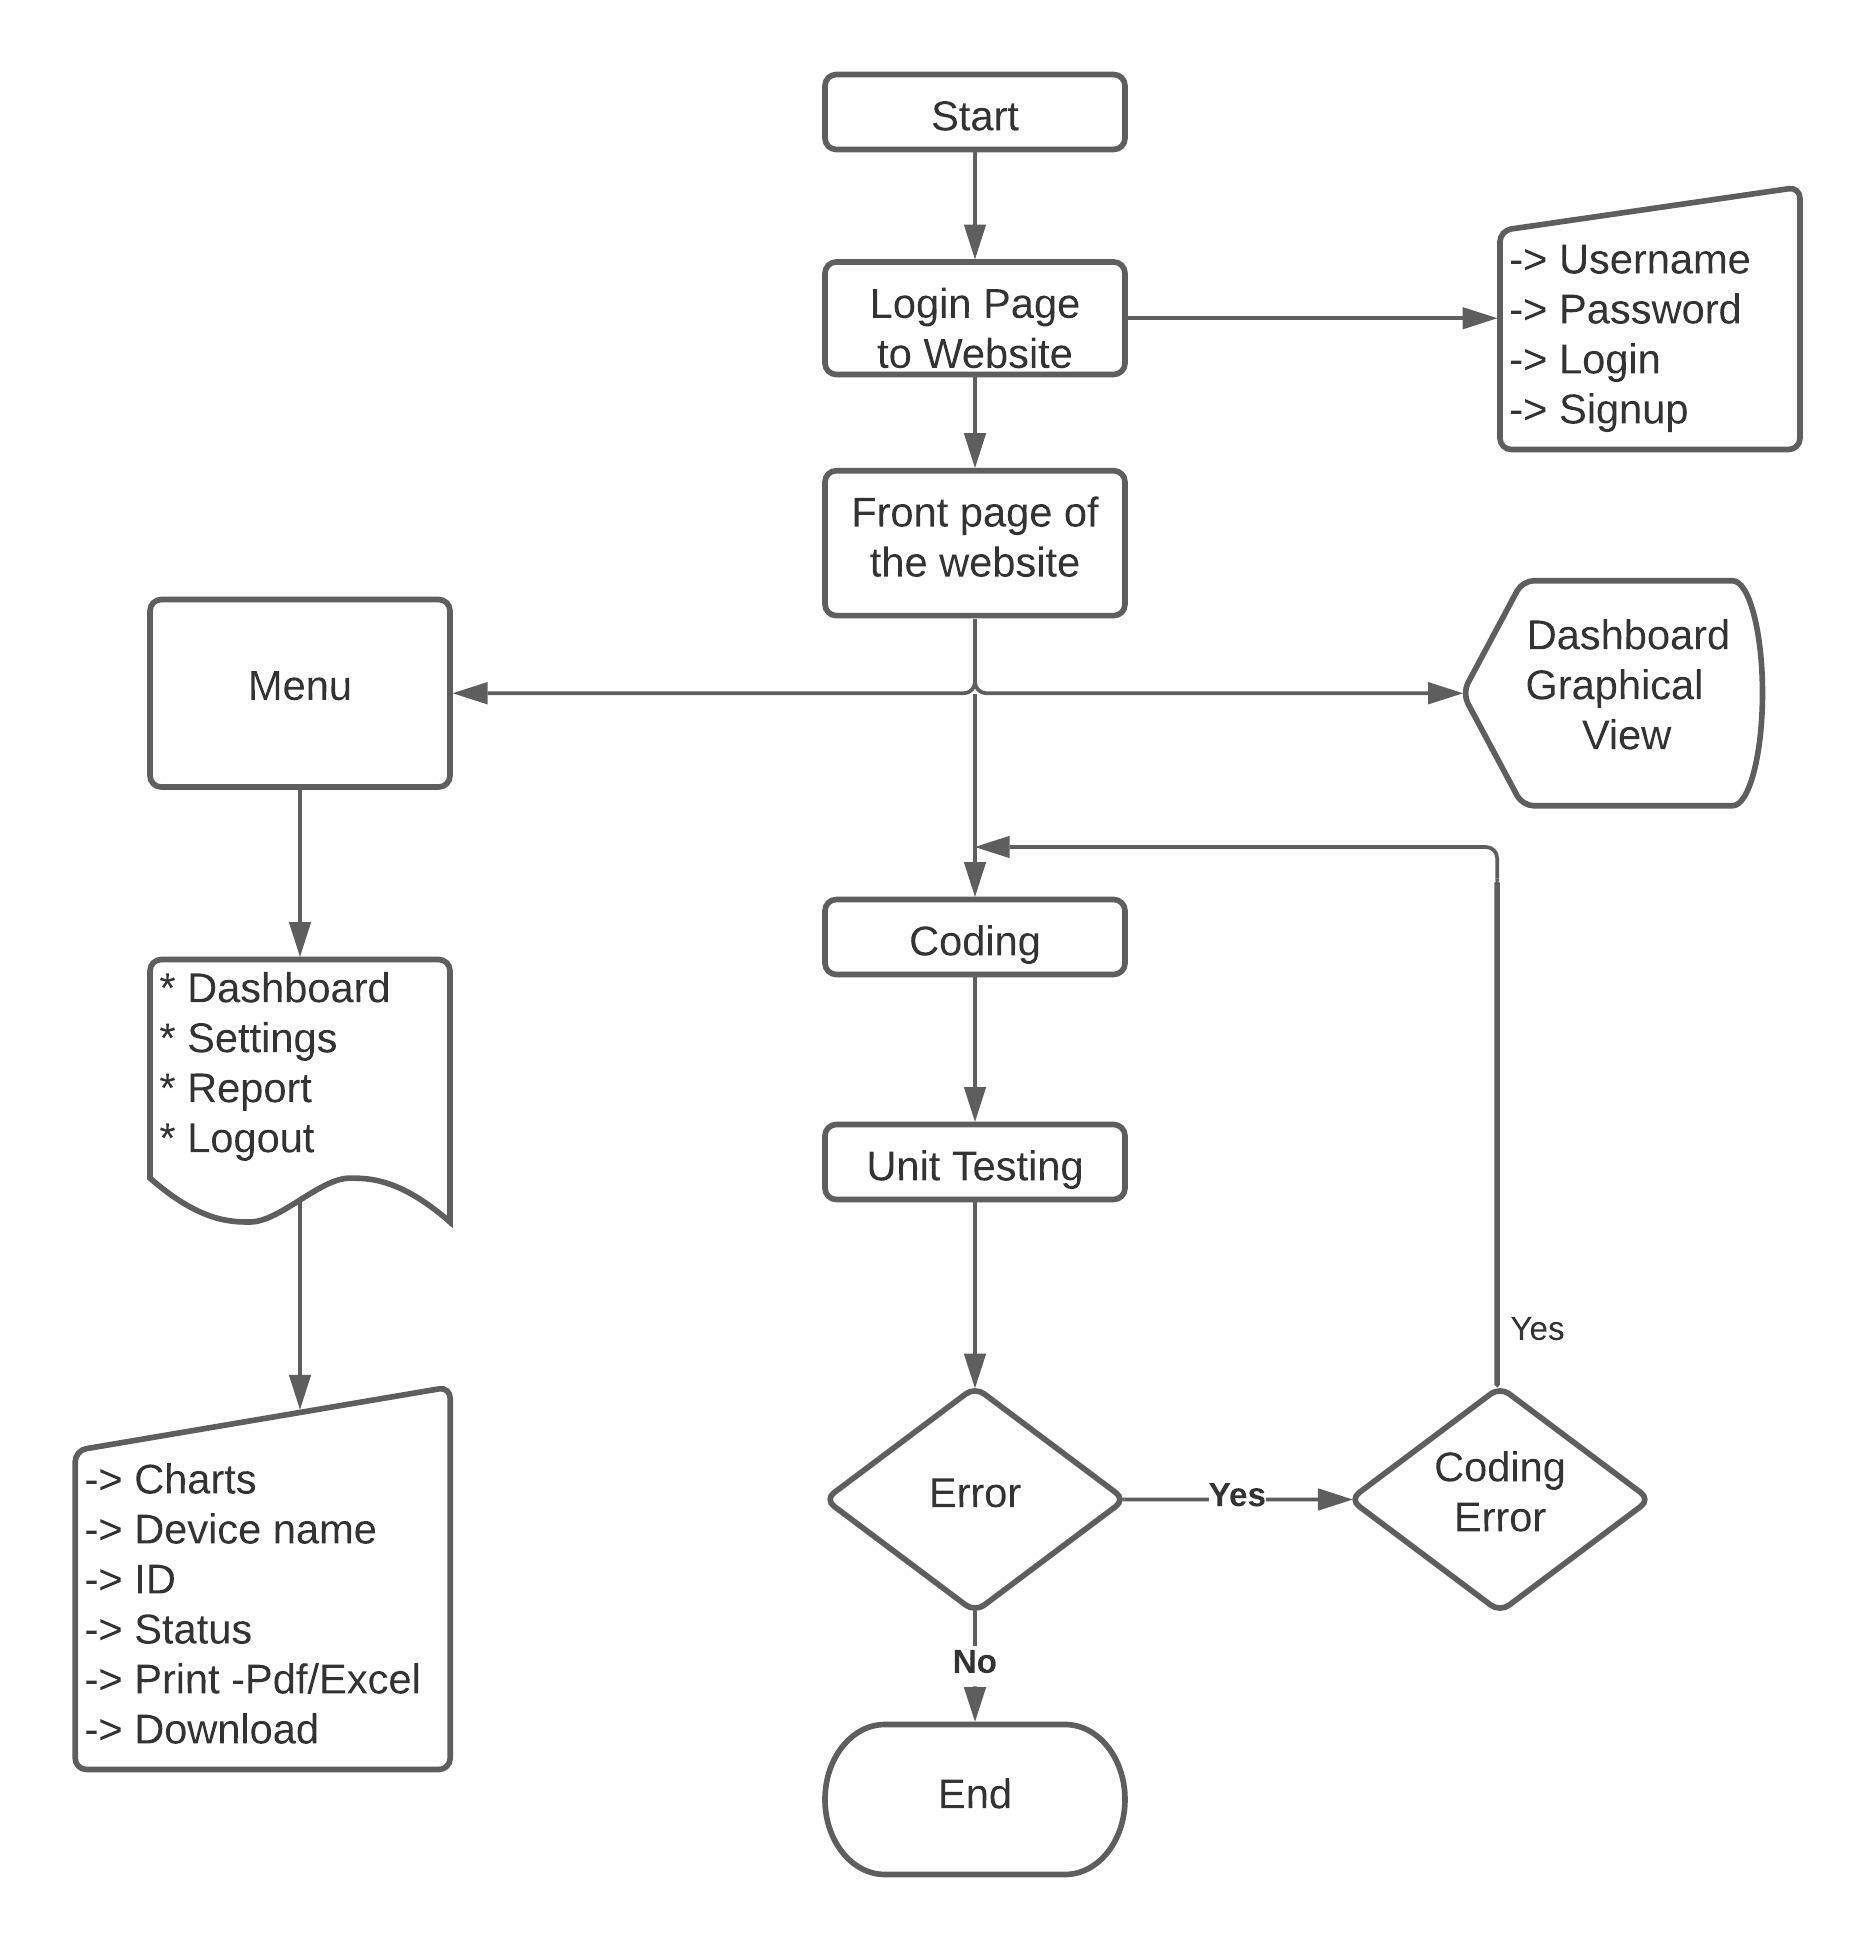 Start
Login Page
to Website
-> Username
-> Password
-> Login
-> Signup
Front page of
the website
Menu
Dashboard
Graphical
View
Coding
* Dashboard
* Settings
* Report
* Logout
Unit Testing
Yes
Error
Yes
Coding
Error
-> Charts
-> Device name
-> ID
-> Status
-> Print -Pdf/Excel
-> Download
No
End